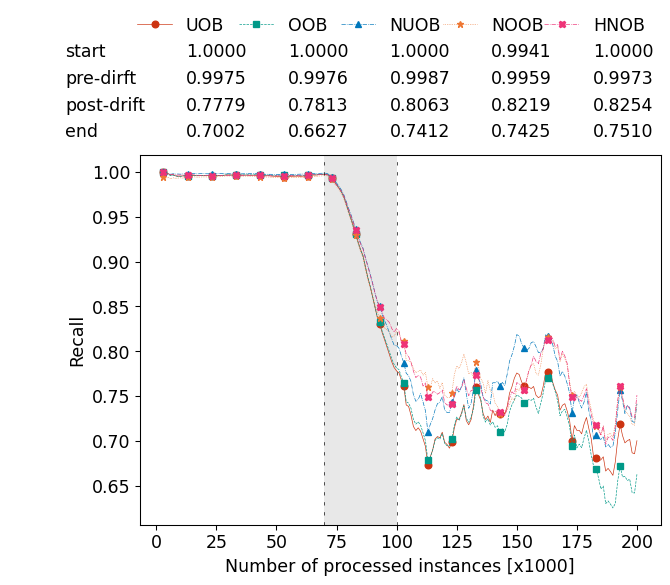 UOB OOB NUOB NOOB HNOB
start 1.0000 1.0000 1.0000 0.9941 1.0000
pre-dirft 0.9975 0.9976 0.9987 0.9959 0.9973
post-drift 0.7779 0.7813 0.8063 0.8219 0.8254
end 0.7002 0.6627 0.7412 0.7425 0.7510
1.00
0.95
0.90
0.85
0.80
0.75
0.70
0.65
Recall
0 25 50 75 100 125 150 175 200
Number of processed instances [x1000]